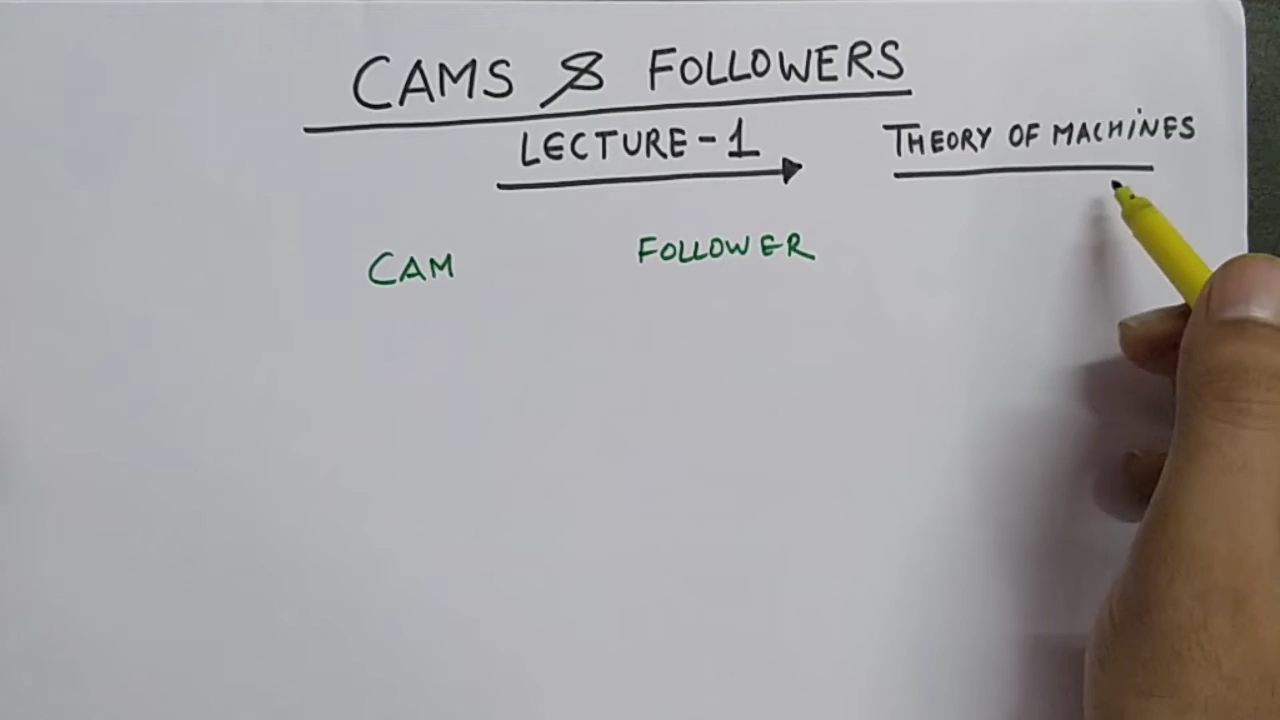 CAMS & FOLLOWERS
LECTURE-1
THEORY OF MACHINES
CAM FOLLOWER